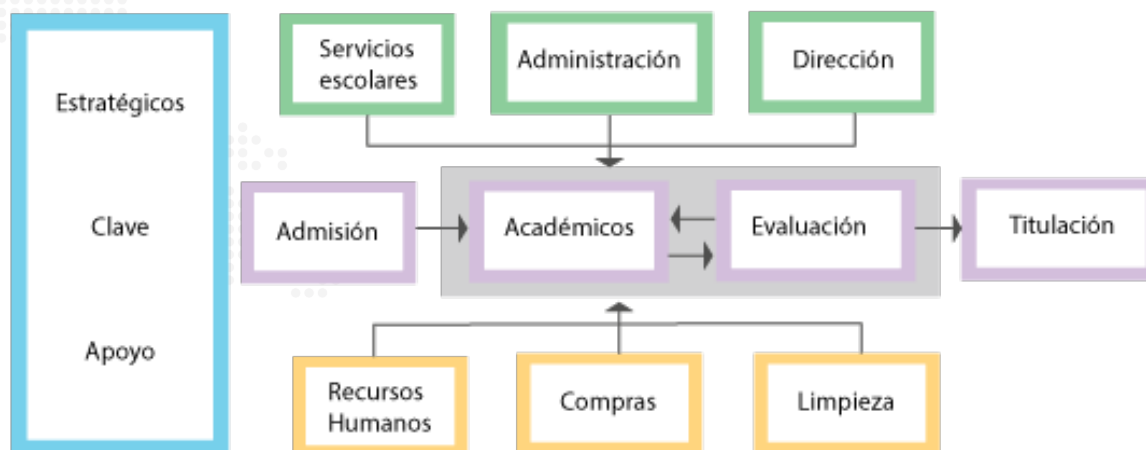 Estratégicos
Clave
Apoyo
Servicios
escolares
Administración
Dirección
Admisión
Académicos
Evaluación
Titulación
Recursos
Humanos
Compras
Limpieza